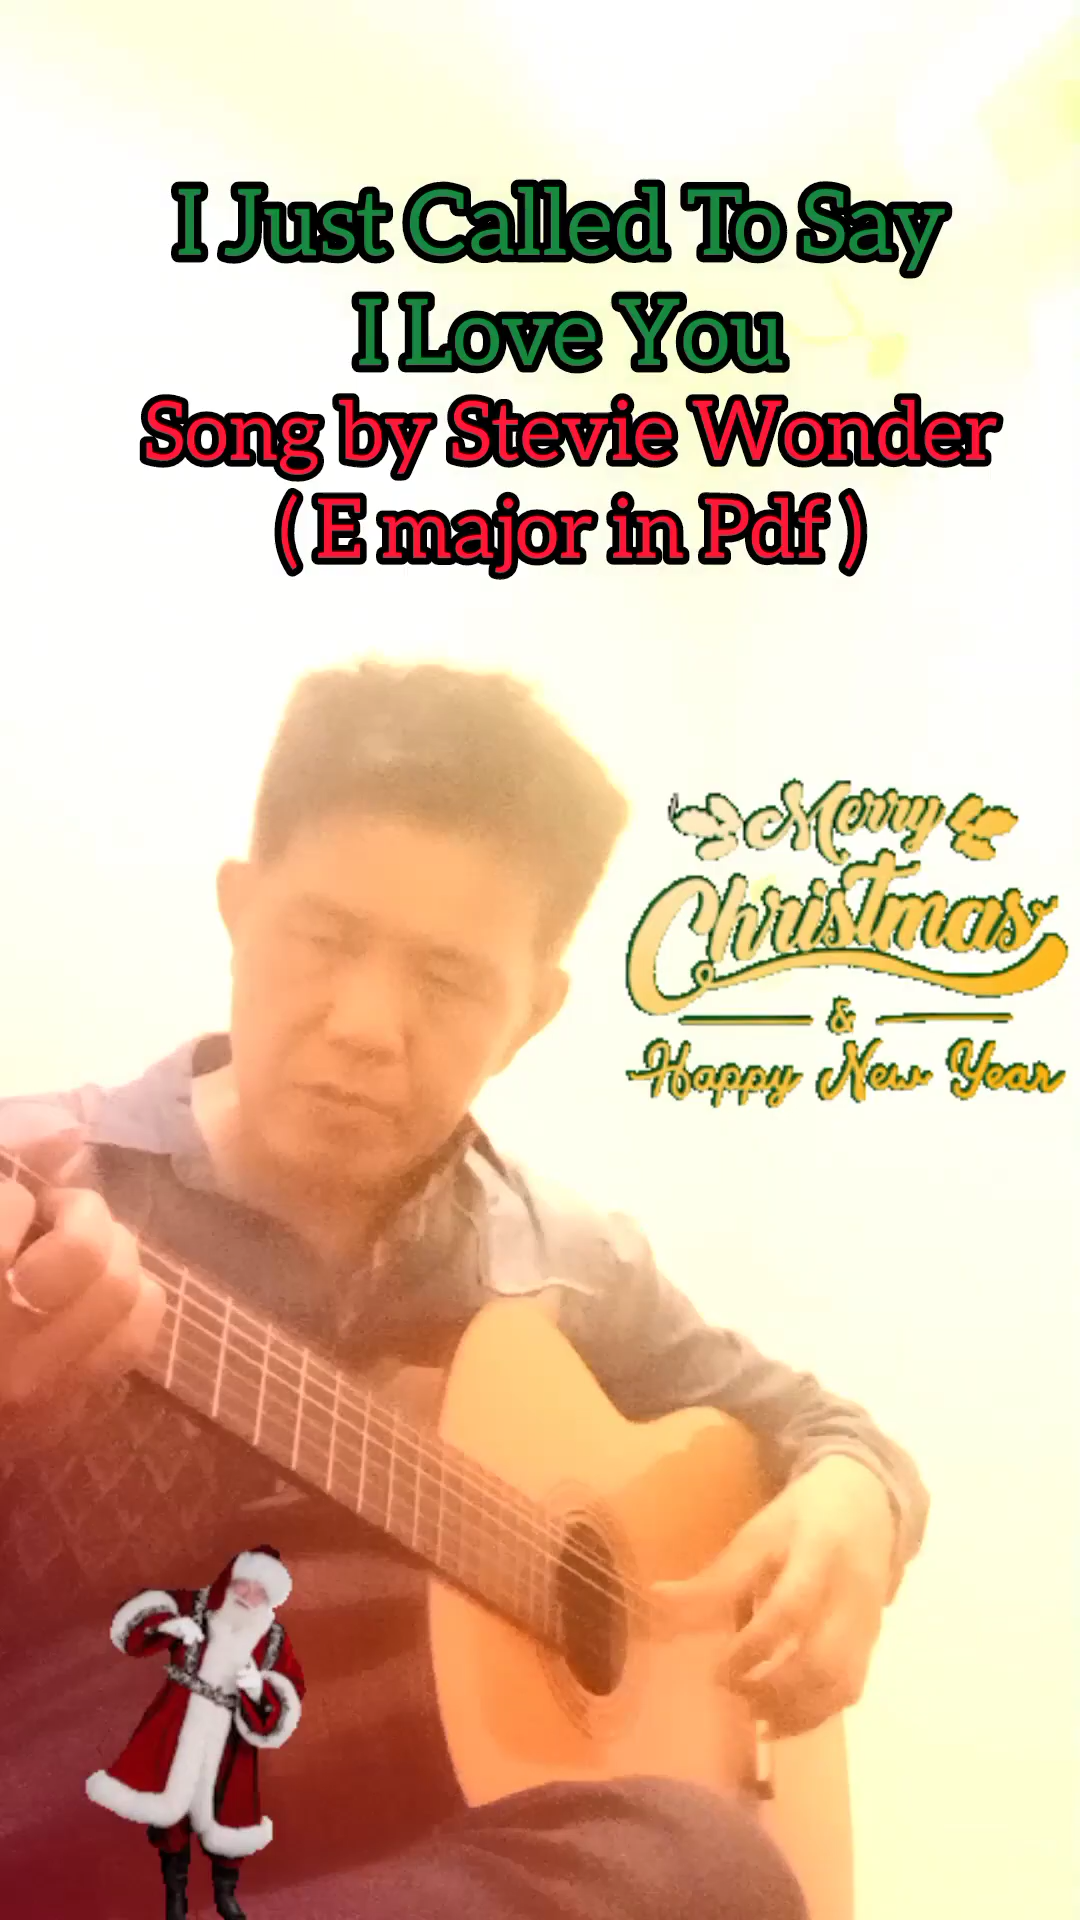 I Just Called To Say
I Love You
Song by Stevie Wonder
( E major in Pdf )
Merry
Christmas
&
Happy New Year